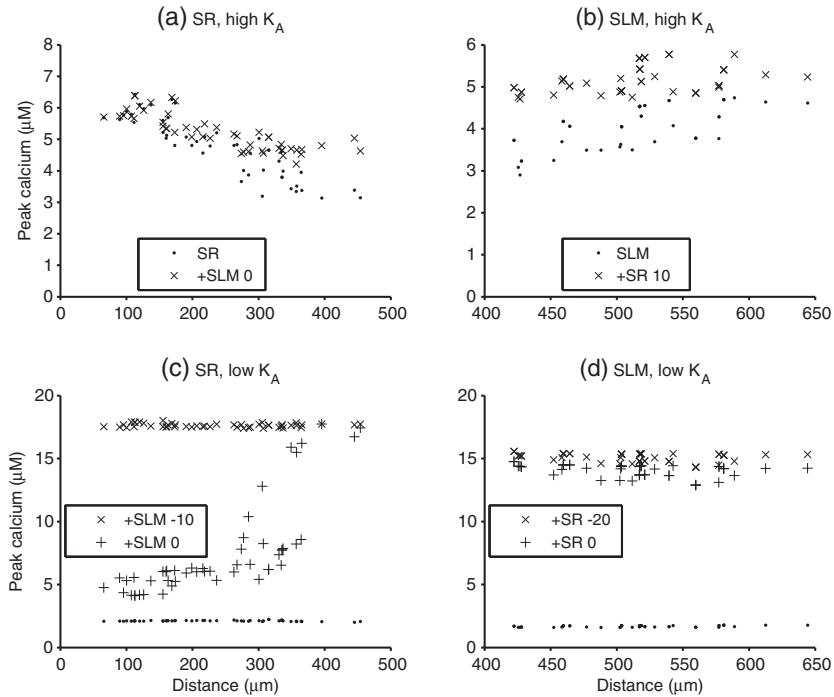 (a) SR, high K_A
(b) SLM, high K_A
Peak calcium (μM)
8
7
6
5
4
3
2
1
0
SR
+SLM 0
0 100 200 300 400 500
6
5
4
3
2
1
0
SLM
+SR 10
400 450 500 550 600 650
(c) SR, low K_A
(d) SLM, low K_A
Peak calcium (μM)
20
15
10
5
0
+SLM -10
+SLM 0
0 100 200 300 400 500
Distance (μm)
20
15
10
5
0
+SR -20
+SR 0
400 450 500 550 600 650
Distance (μm)